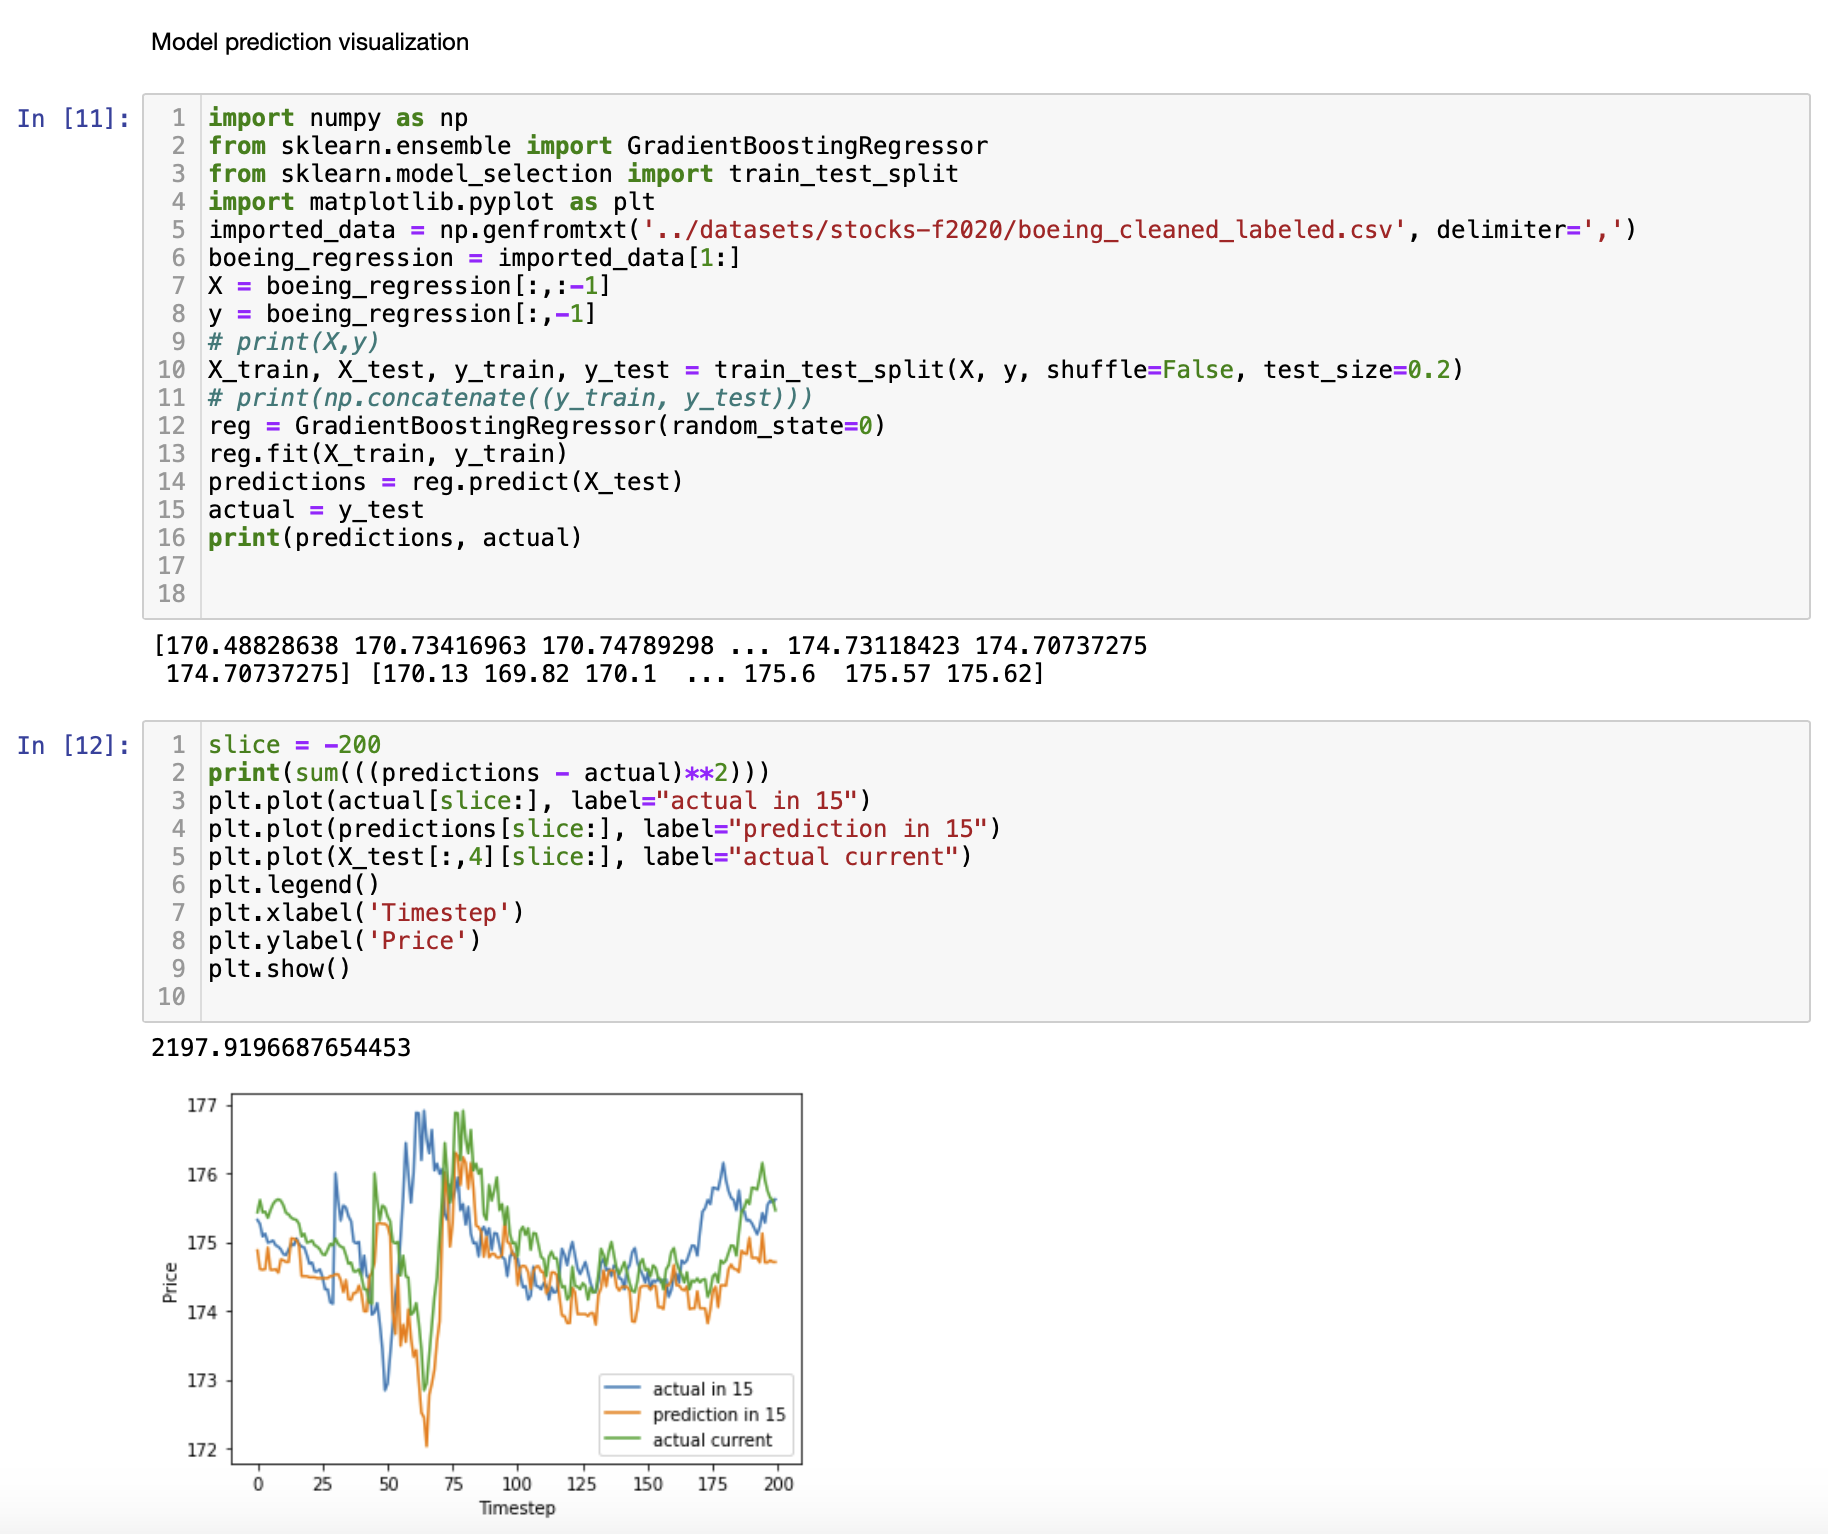 Model prediction visualization
In [11]:
1 import numpy as np
2 from sklearn.ensemble import GradientBoostingRegressor
3 from sklearn.model_selection import train_test_split
4 import matplotlib.pyplot as plt
5 imported_data = np.genfromtxt('../datasets/stocks-f2020/boeing_cleaned_labeled.csv', delimiter=',')
6 boeing_regression = imported_data[1:]
7 X = boeing_regression[:,:-1]
8 y = boeing_regression[:,-1]
9 # print(X,y)
10 X_train, X_test, y_train, y_test = train_test_split(X, y, shuffle=False, test_size=0.2)
11 # print(np.concatenate((y_train, y_test)))
12 reg = GradientBoostingRegressor(random_state=0)
13 reg.fit(X_train, y_train)
14 predictions = reg.predict(X_test)
15 actual = y_test
16 print(predictions, actual)
17
18
[170.48828638 170.73416963 170.74789298 ... 174.73118423 174.70737275
174.70737275] [170.13 169.82 170.1 ... 175.6 175.57 175.62]
In [12]:
1 slice = -200
2 print(sum(((predictions - actual)**2)))
3 plt.plot(actual[slice:], label="actual in 15")
4 plt.plot(predictions[slice:], label="prediction in 15")
5 plt.plot(X_test[:,4][slice:], label="actual current")
6 plt.legend()
7 plt.xlabel('Timestep')
8 plt.ylabel('Price')
9 plt.show()
10
2197.9196687654453
177
176
175
174
173
172
Price
actual in 15
prediction in 15
actual current
0 25 50 75 100 125 150 175 200
Timestep